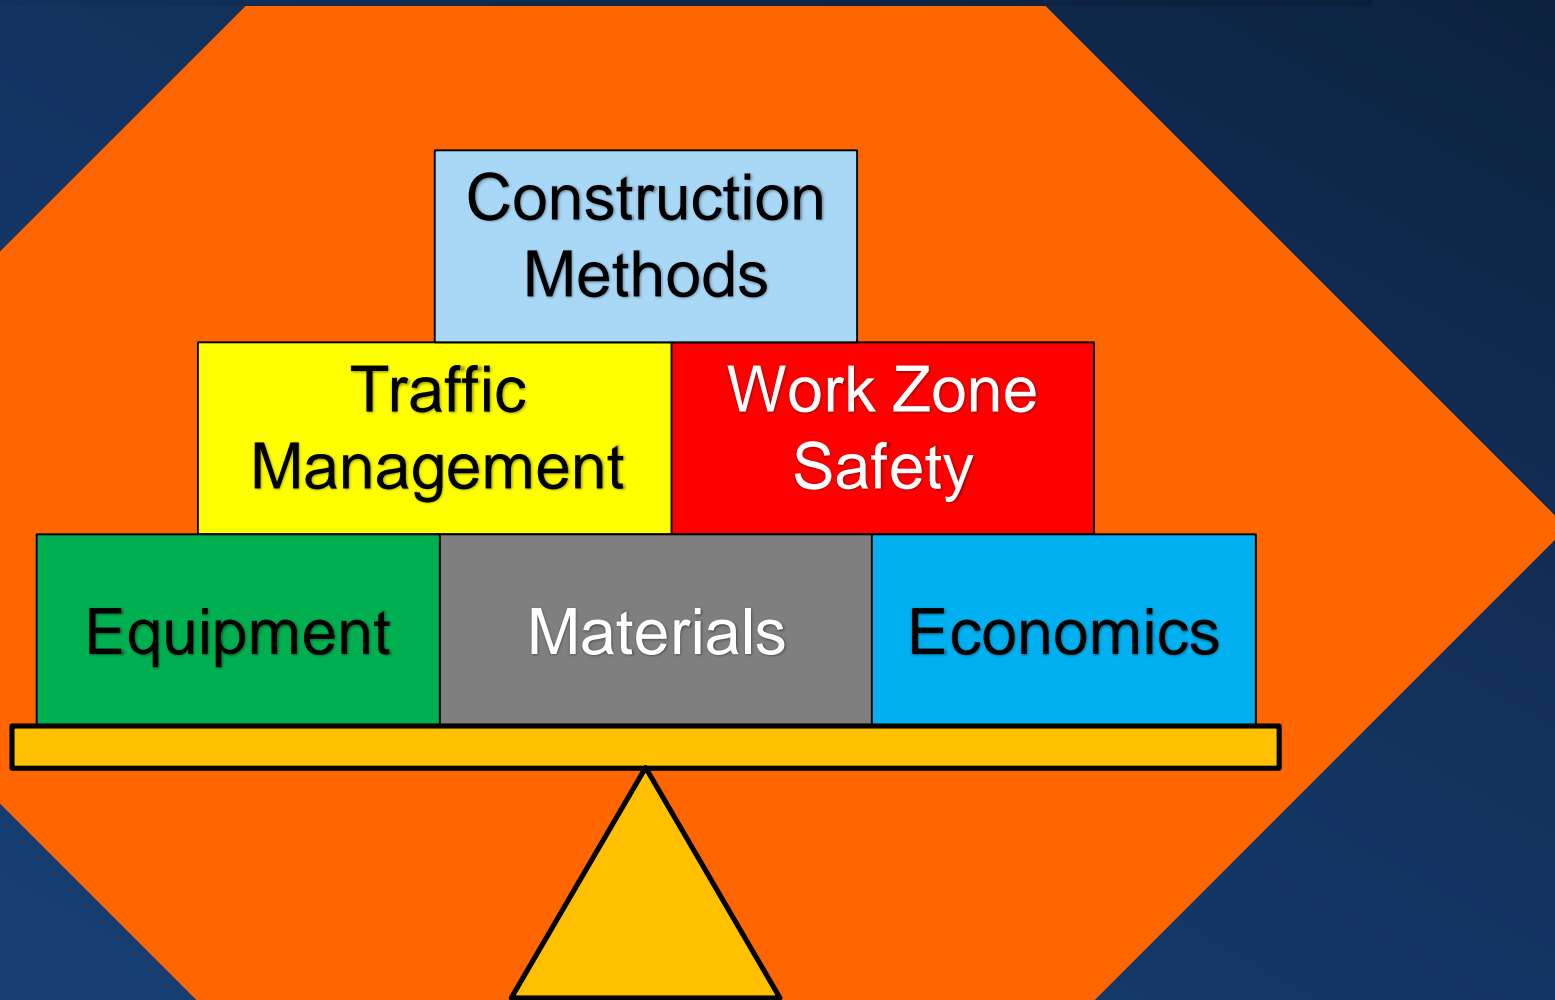 Construction
Methods
Traffic
Management
Work Zone
Safety
Equipment
Materials
Economics